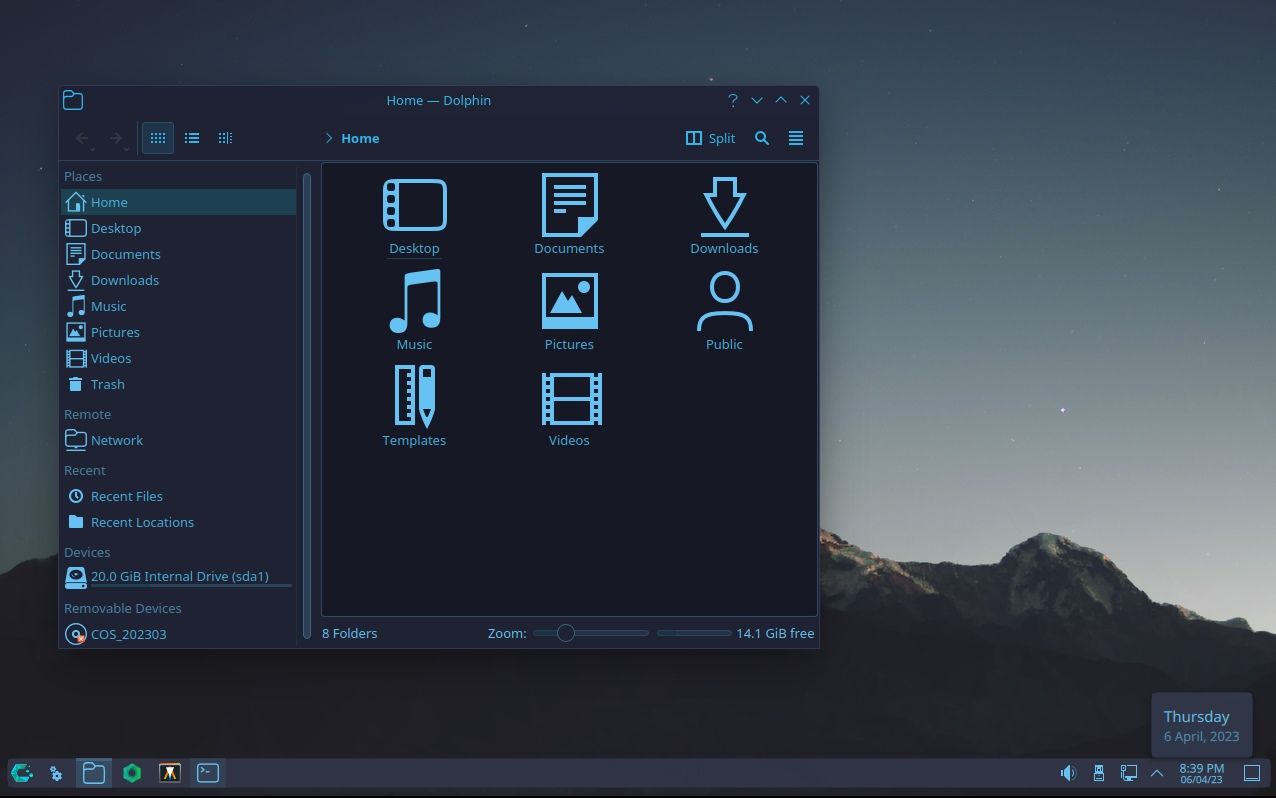 Home — Dolphin
Home
Split
Places
Home
Desktop
Documents
Downloads
Music
Pictures
Videos
Trash
Remote
Network
Recent
Recent Files
Recent Locations
Devices
20.0 GiB Internal Drive (sda1)
Removable Devices
COS_202303
Desktop
Documents
Downloads
Music
Pictures
Public
Templates
Videos
8 Folders
Zoom:
14.1 GiB free
Thursday
6 April, 2023
8:39 PM
06/04/23